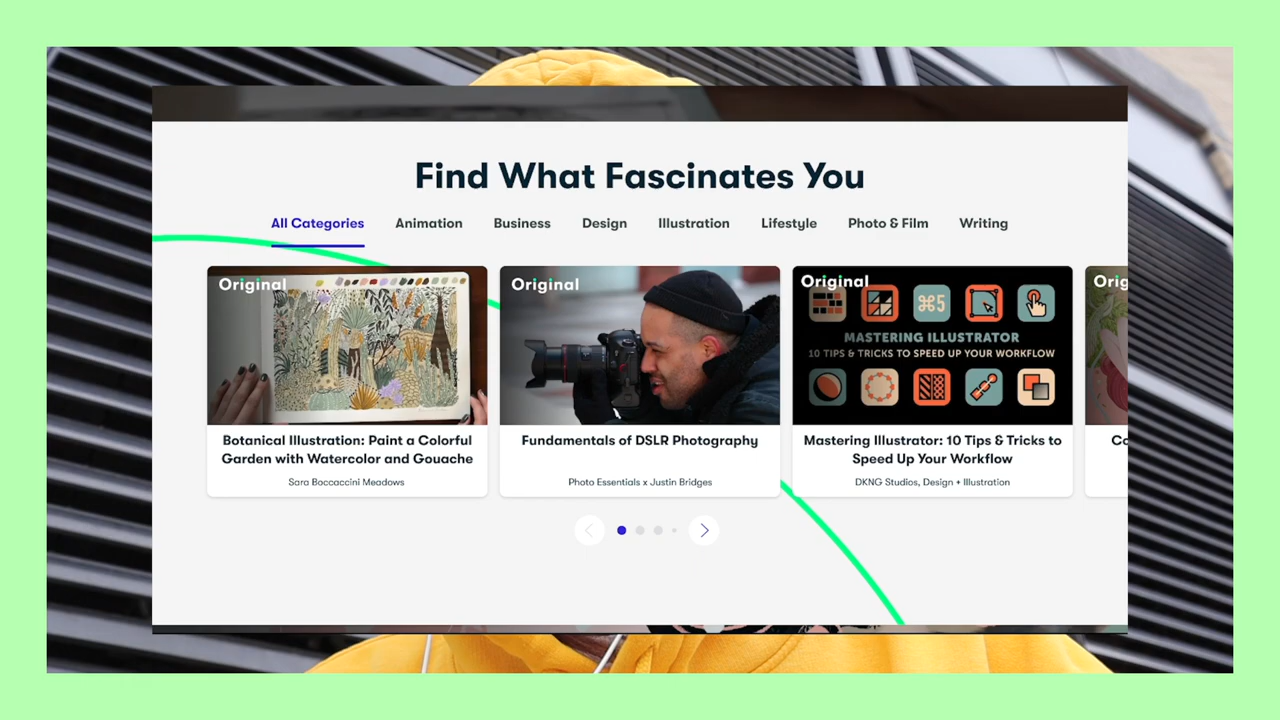 Find What Fascinates You
All Categories Animation Business Design Illustration Lifestyle Photo & Film Writing
Original
Botanical Illustration: Paint a Colorful
Garden with Watercolor and Gouache
Sara Boccaccini Meadows
Original
Fundamentals of DSLR Photography
Photo Essentials x Justin Bridges
Original
⌘5
MASTERING ILLUSTRATOR
10 TIPS & TRICKS TO SPEED UP YOUR WORKFLOW
Mastering Illustrator: 10 Tips & Tricks to
Speed Up Your Workflow
DKNG Studios, Design + Illustration
Orig
Co